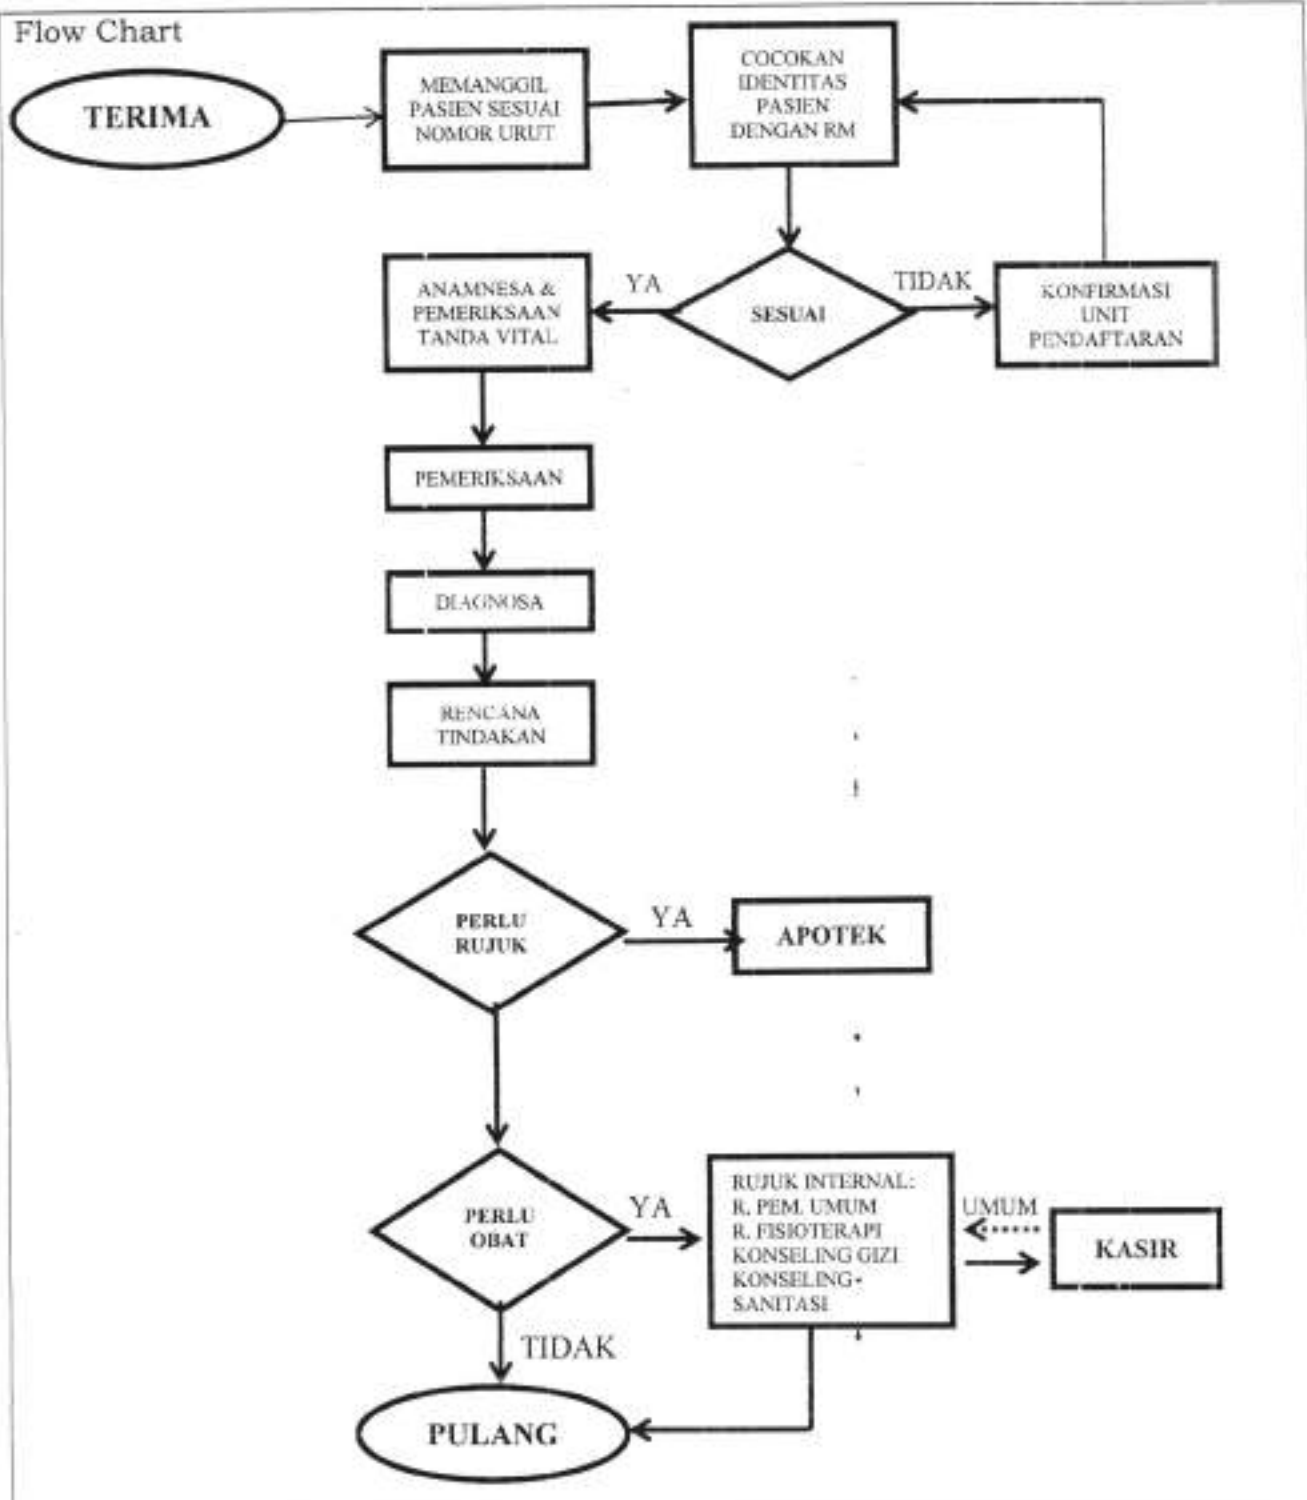 Flow Chart
TERIMA
MEMANGGIL
PASIEN SESUAI
NOMOR URUT
COCOKAN
IDENTITAS
PASIEN
DENGAN RM
ANAMNESA &
PEMERIKSAAN
TANDA VITAL
YA
SESUAI
TIDAK
KONFIRMASI
UNIT
PENDAFTARAN
PEMERIKSAAN
DIAGNOSA
RENCANA
TINDAKAN
PERLU
RUJUK
YA
APOTEK
PERLU
OBAT
YA
RUJUK INTERNAL:
R. PEM. UMUM
R. FISIOTERAPI
KONSELING GIZI
KONSELING-
SANITASI
UMUM
KASIR
TIDAK
PULANG